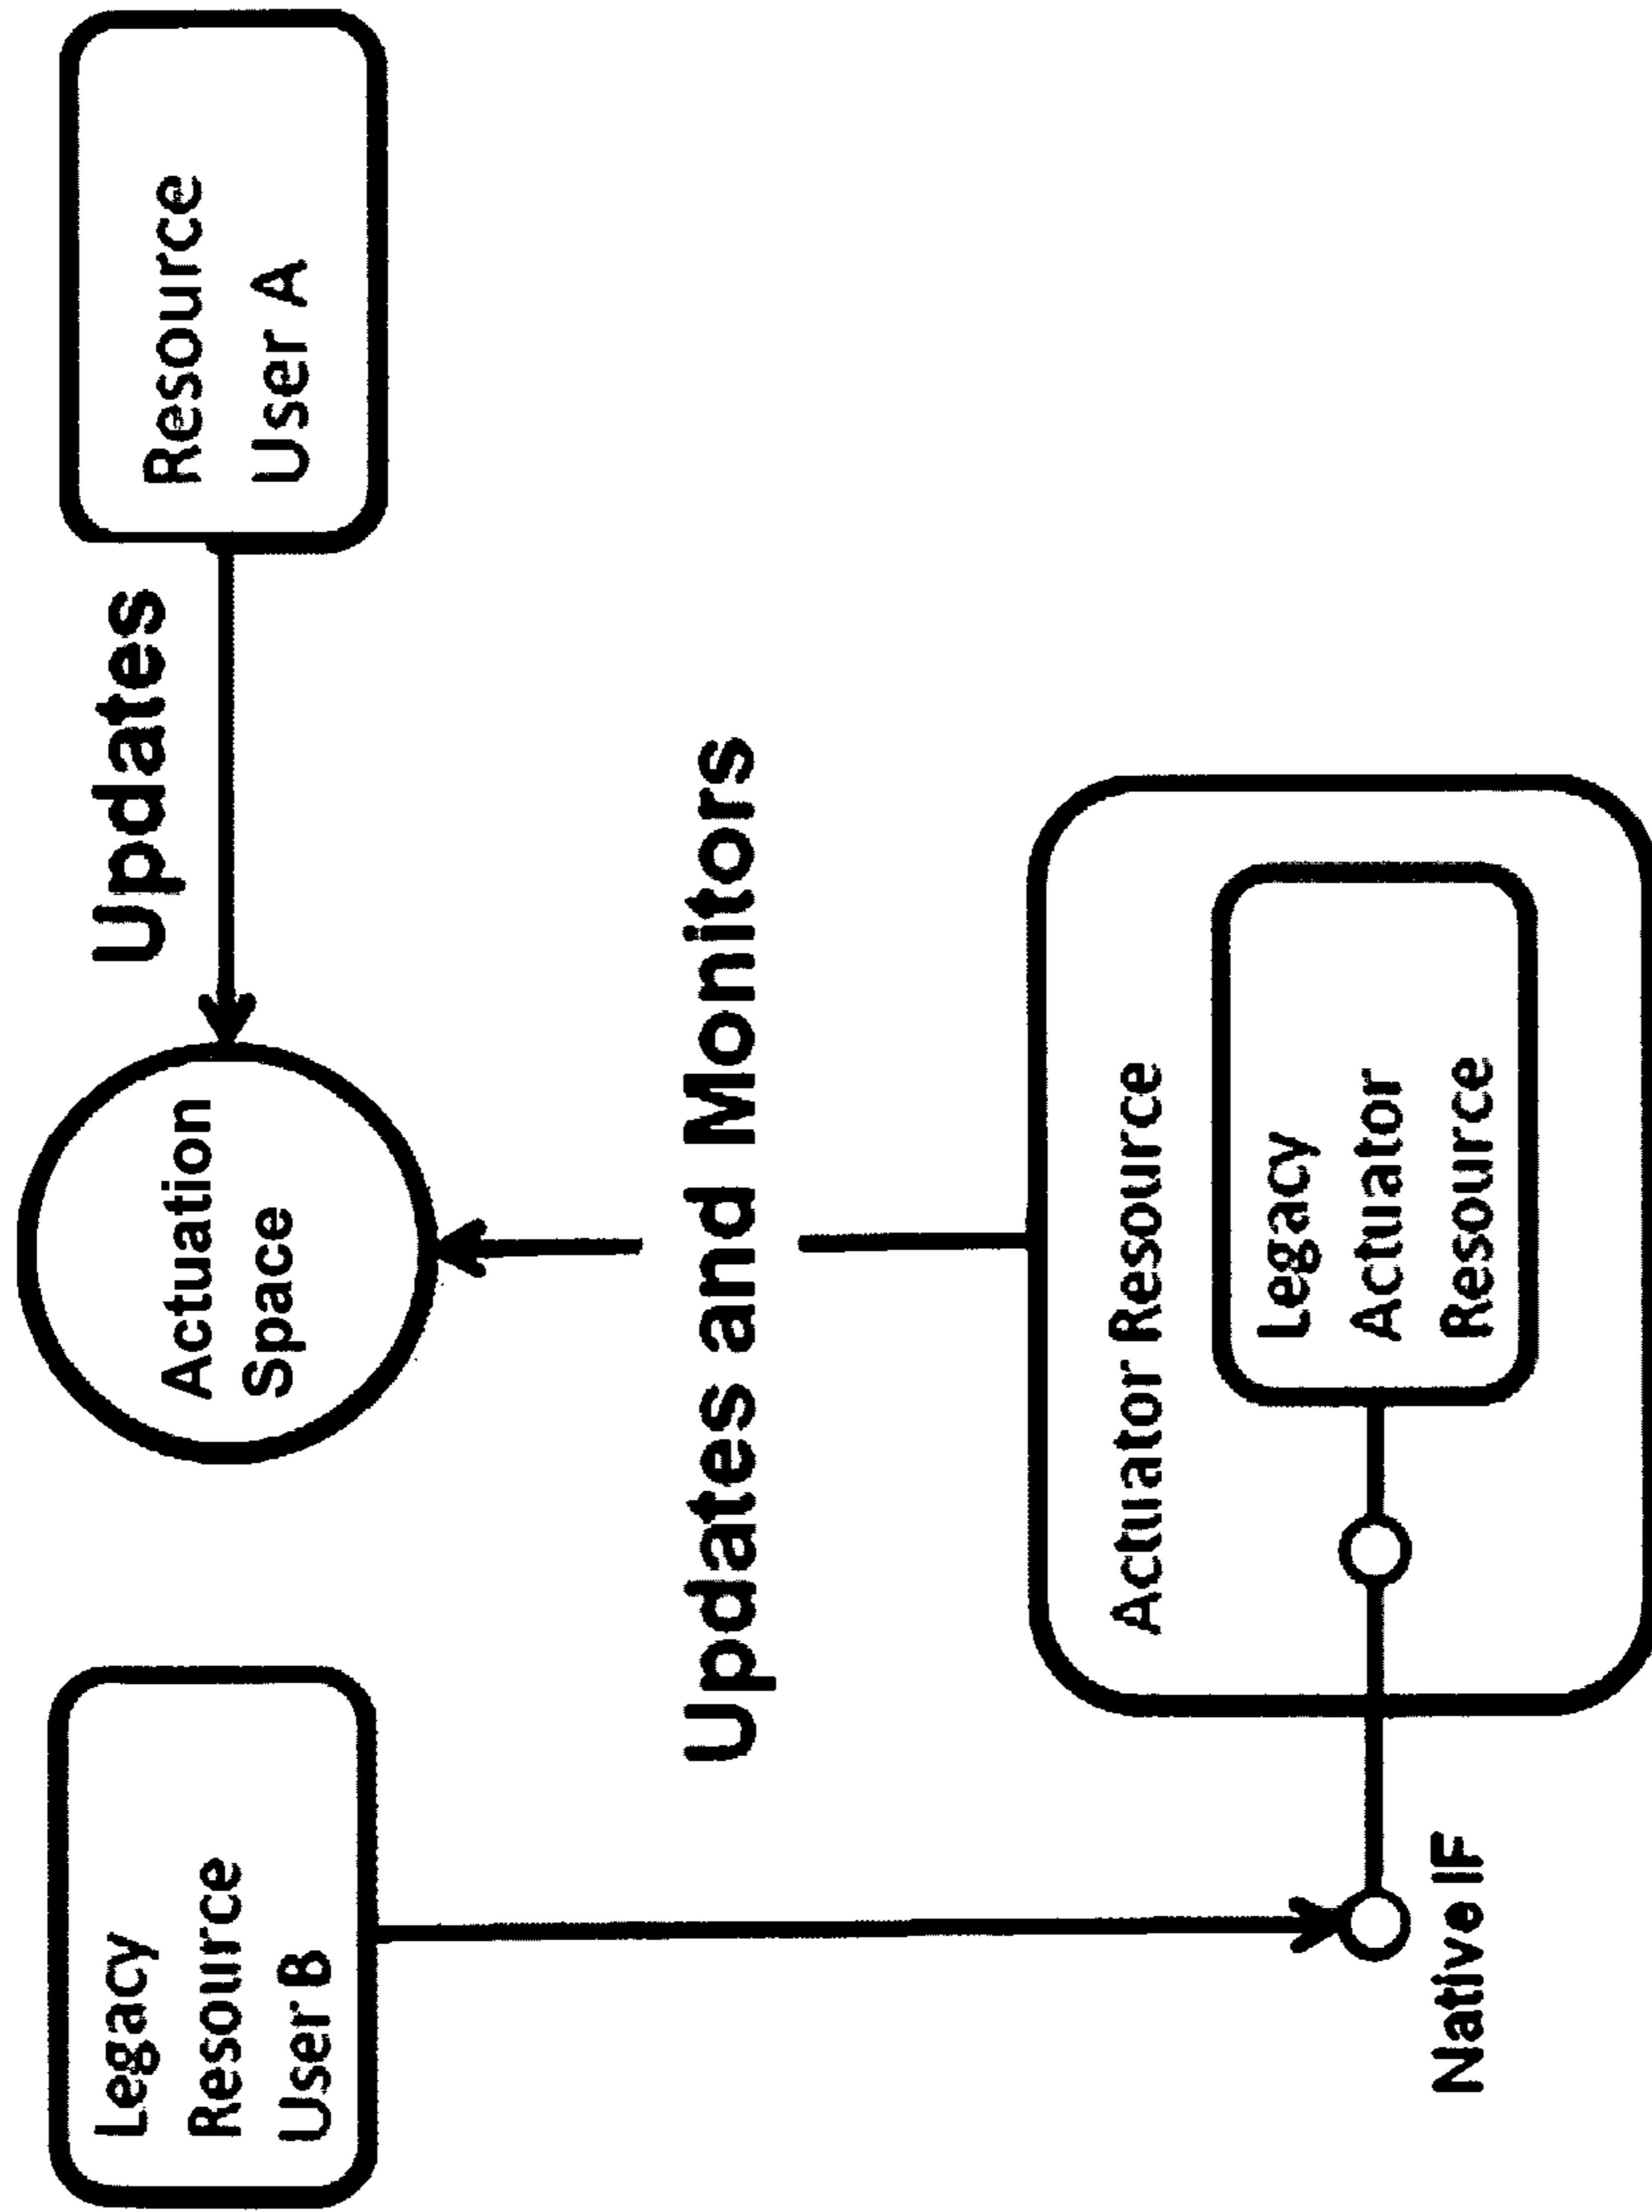 Legacy
Resource
User B
Actuation
Space
Updates
Resource
User A
Updates and Monitors
Actuator Resource
Legacy
Actuator
Resource
Native IF